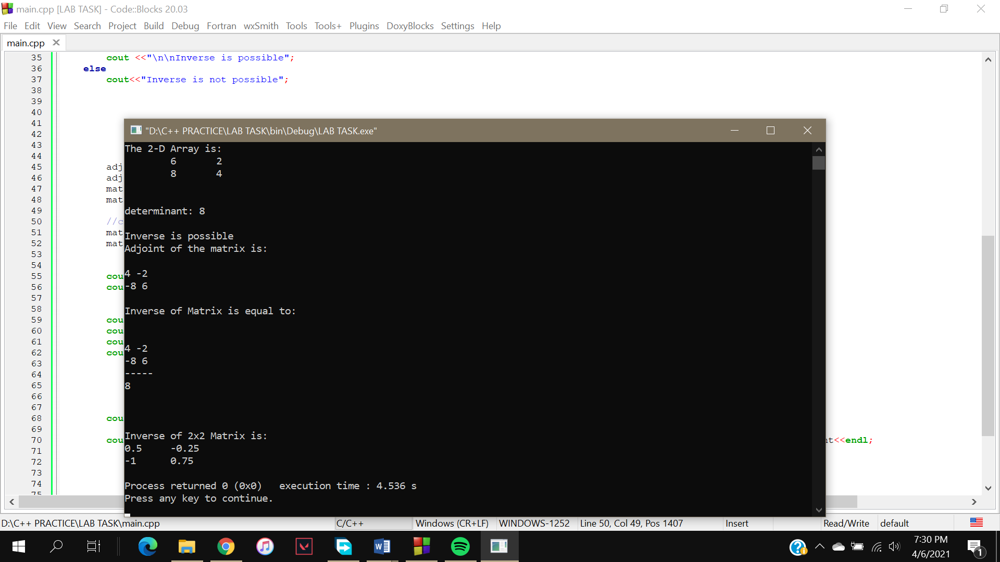 main.cpp [LAB TASK] - Code::Blocks 20.03
File Edit View Search Project Build Debug Fortran wxSmith Tools Tools+ Plugins DoxyBlocks Settings Help
main.cpp
35 cout <<"\n\nInverse is possible";
36 else
37 cout<<"Inverse is not possible";
38
39
40
41
42
43
44
45 adj
46 adj
47 mat
48 mat
49
50 //c
51 mat
52 mat
53
54
55 cou
56 cou
57
58
59 cou
60 cou
61 cou
62 cou
63
64
65
66
67
68 cou
69
70 cou nt<<endl;
71
72
73
74
75
"D:\C++ PRACTICE\LAB TASK\bin\Debug\LAB TASK.exe"
The 2-D Array is:
6 2
8 4
determinant: 8
Inverse is possible
Adjoint of the matrix is:
4 -2
-8 6
Inverse of Matrix is equal to:
4 -2
-8 6
-----
8
Inverse of 2x2 Matrix is:
0.5 -0.25
-1 0.75
Process returned 0 (0x0) execution time : 4.536 s
Press any key to continue.
D:\C++ PRACTICE\LAB TASK\main.cpp C/C++ Windows (CR+LF) WINDOWS-1252 Line 50, Col 49, Pos 1407 Insert Read/Write default
7:30 PM
4/6/2021
1